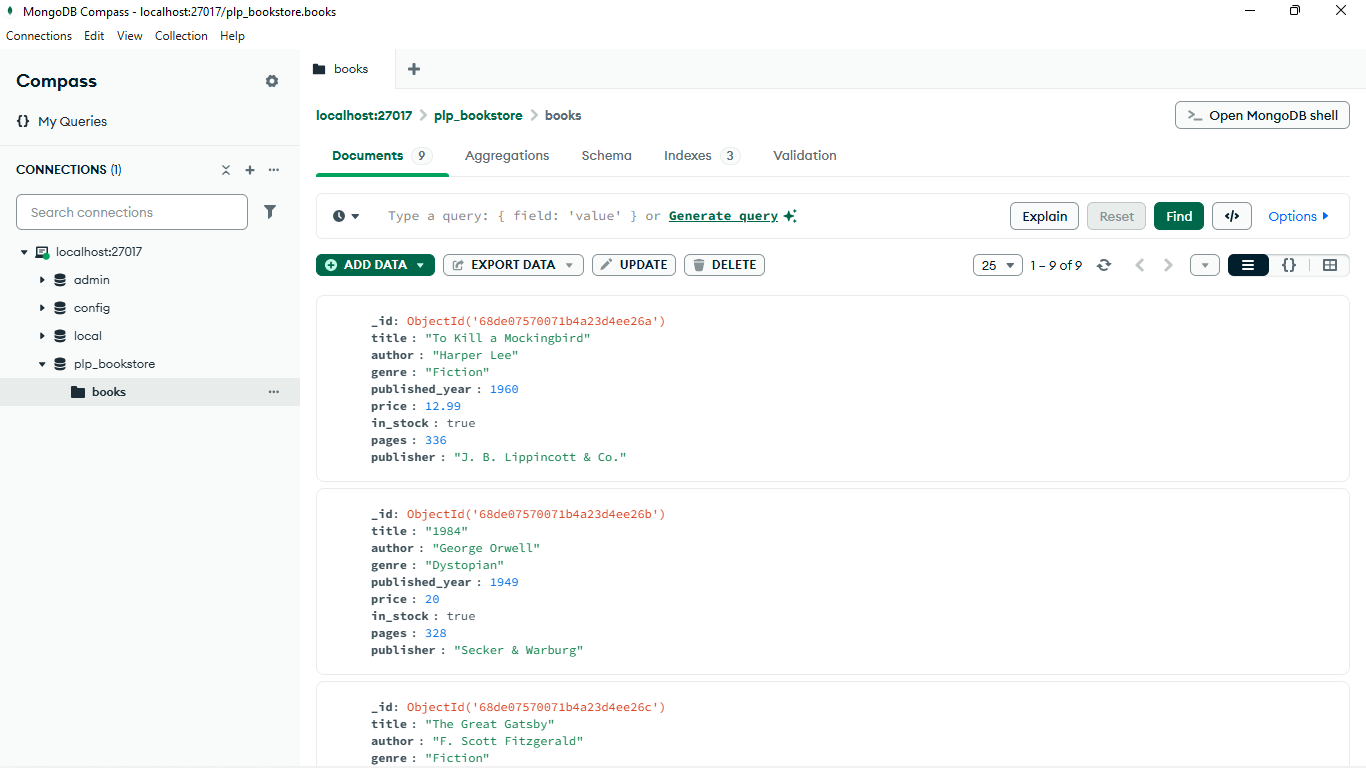 MongoDB Compass - localhost:27017/plp_bookstore.books
Connections Edit View Collection Help
Compass
{} My Queries
CONNECTIONS (1)
Search connections
localhost:27017
admin
config
local
plp_bookstore
books
books
localhost:27017 > plp_bookstore > books
>_ Open MongoDB shell
Documents 9 Aggregations Schema Indexes 3 Validation
Type a query: { field: 'value' } or Generate query
Explain Reset Find </> Options
ADD DATA EXPORT DATA UPDATE DELETE
25 1 – 9 of 9 {}
_id: ObjectId('68de07570071b4a23d4ee26a')
title : "To Kill a Mockingbird"
author : "Harper Lee"
genre : "Fiction"
published_year : 1960
price : 12.99
in_stock : true
pages : 336
publisher : "J. B. Lippincott & Co."
_id: ObjectId('68de07570071b4a23d4ee26b')
title : "1984"
author : "George Orwell"
genre : "Dystopian"
published_year : 1949
price : 20
in_stock : true
pages : 328
publisher : "Secker & Warburg"
_id: ObjectId('68de07570071b4a23d4ee26c')
title : "The Great Gatsby"
author : "F. Scott Fitzgerald"
genre : "Fiction"